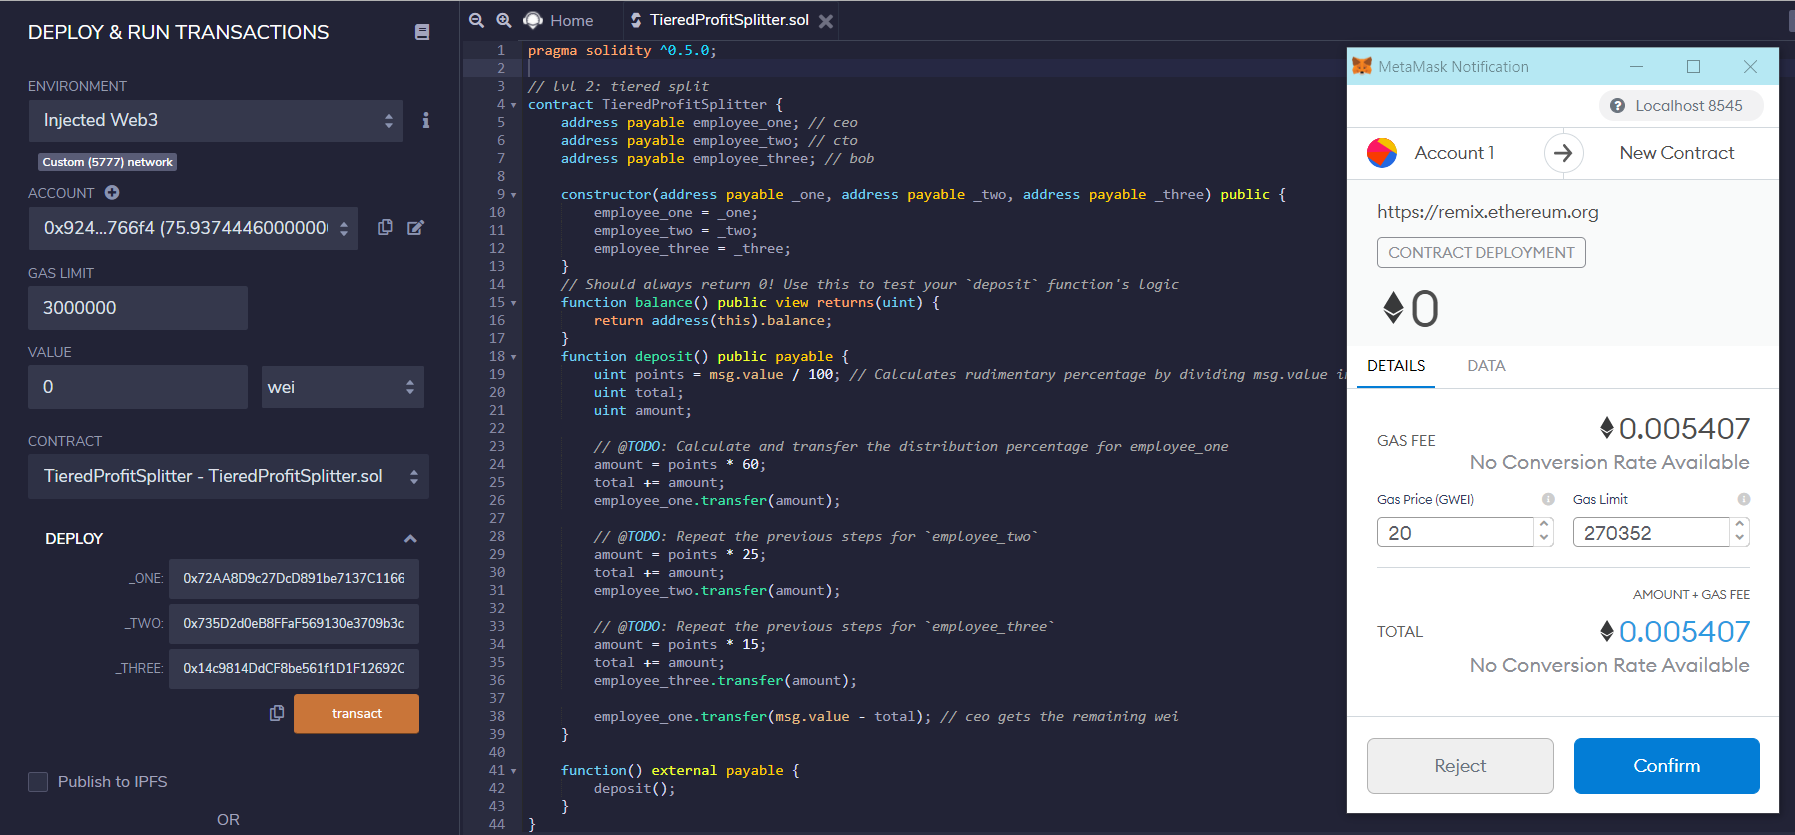 DEPLOY & RUN TRANSACTIONS
ENVIRONMENT
Injected Web3
i
Custom (5777) network
ACCOUNT
0x924...766f4 (75.9374446000000
GAS LIMIT
3000000
VALUE
0
wei
CONTRACT
TieredProfitSplitter - TieredProfitSplitter.sol
DEPLOY
_ONE: 0x72AA8D9c27DcD891be7137C1166
_TWO: 0x735D2d0eB8FFaF569130e3709b3c
_THREE: 0x14c9814DdCF8be561f1D1F12692C
transact
Publish to IPFS
OR
Home
TieredProfitSplitter.sol
1 pragma solidity ^0.5.0;
2
3 // lvl 2: tiered split
4 contract TieredProfitSplitter {
5 address payable employee_one; // ceo
6 address payable employee_two; // cto
7 address payable employee_three; // bob
8
9 constructor(address payable _one, address payable _two, address payable _three) public {
10 employee_one = _one;
11 employee_two = _two;
12 employee_three = _three;
13 }
14 // Should always return 0! Use this to test your `deposit` function's logic
15 function balance() public view returns(uint) {
16 return address(this).balance;
17 }
18 function deposit() public payable {
19 uint points = msg.value / 100; // Calculates rudimentary percentage by dividing msg.value i
20 uint total;
21 uint amount;
22
23 // @TODO: Calculate and transfer the distribution percentage for employee_one
24 amount = points * 60;
25 total += amount;
26 employee_one.transfer(amount);
27
28 // @TODO: Repeat the previous steps for `employee_two`
29 amount = points * 25;
30 total += amount;
31 employee_two.transfer(amount);
32
33 // @TODO: Repeat the previous steps for `employee_three`
34 amount = points * 15;
35 total += amount;
36 employee_three.transfer(amount);
37
38 employee_one.transfer(msg.value - total); // ceo gets the remaining wei
39 }
40
41 function() external payable {
42 deposit();
43 }
44 }
MetaMask Notification
Localhost 8545
Account 1
New Contract
https://remix.ethereum.org
CONTRACT DEPLOYMENT
0
DETAILS
DATA
GAS FEE
0.005407
No Conversion Rate Available
Gas Price (GWEI)
Gas Limit
20
270352
AMOUNT + GAS FEE
TOTAL
0.005407
No Conversion Rate Available
Reject
Confirm